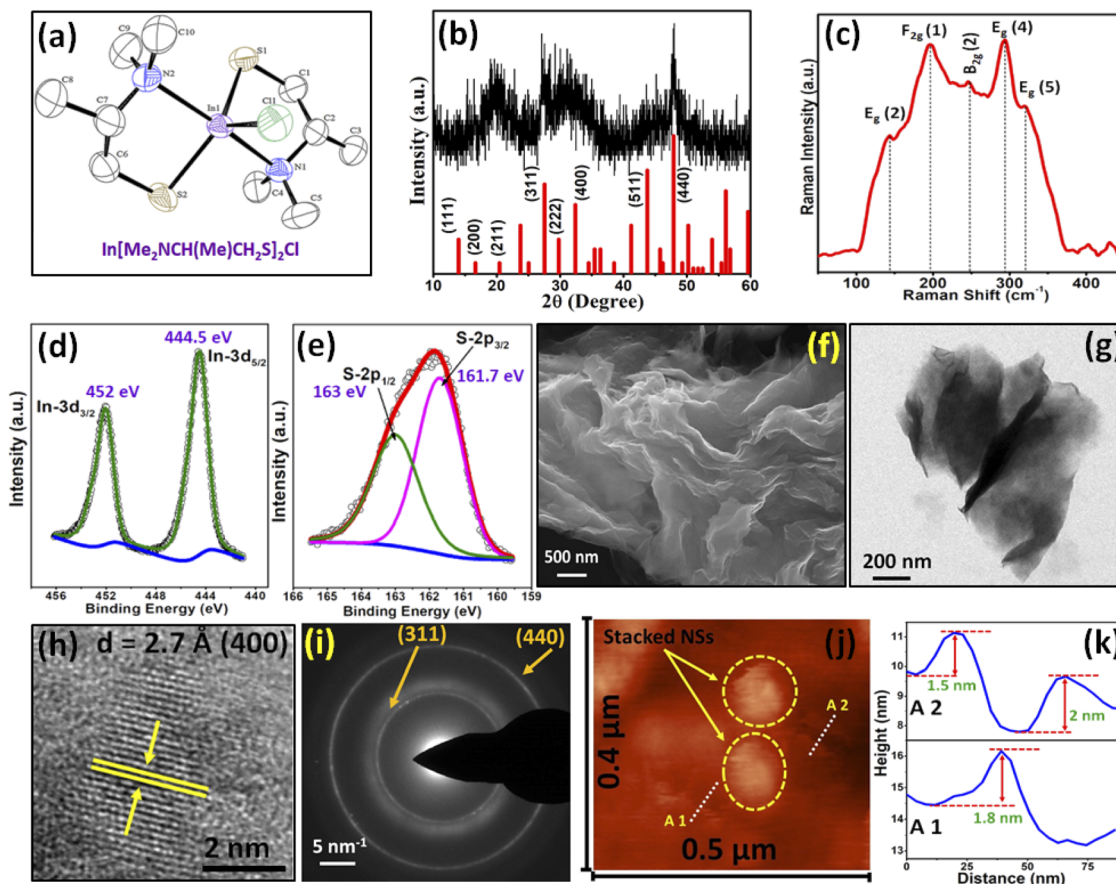 (a)
C9
C10
S1
C8
N2
C1
Cl1
In1
C7
C2
C3
C6
N1
C4
S2
C5
In[Me₂NCH(Me)CH₂S]₂Cl
(b)
Intensity (a.u.)
(111)
(200)
(211)
(311)
(222)
(400)
(511)
(440)
10 20 30 40 50 60
2θ (Degree)
(c)
Raman Intensity (a.u.)
E_g (2)
F_2g (1)
B_2g (2)
E_g (4)
E_g (5)
100 200 300 400
Raman Shift (cm⁻¹)
(d)
444.5 eV
In-3d₅/₂
452 eV
In-3d₃/₂
Intensity (a.u.)
456 452 448 444 440
Binding Energy (eV)
(e)
S-2p₃/₂
S-2p₁/₂
163 eV
161.7 eV
Intensity (a.u.)
166 165 164 163 162 161 160 159
Binding Energy (eV)
(f)
500 nm
(g)
200 nm
(h) d = 2.7 Å (400)
2 nm
(i)
(311)
(440)
5 nm⁻¹
(j)
Stacked NSs
A 2
A 1
0.4 µm
0.5 µm
(k)
11
10
9
8
1.5 nm
2 nm
A 2
Height (nm)
16
15
14
13
1.8 nm
A 1
0 25 50 75
Distance (nm)